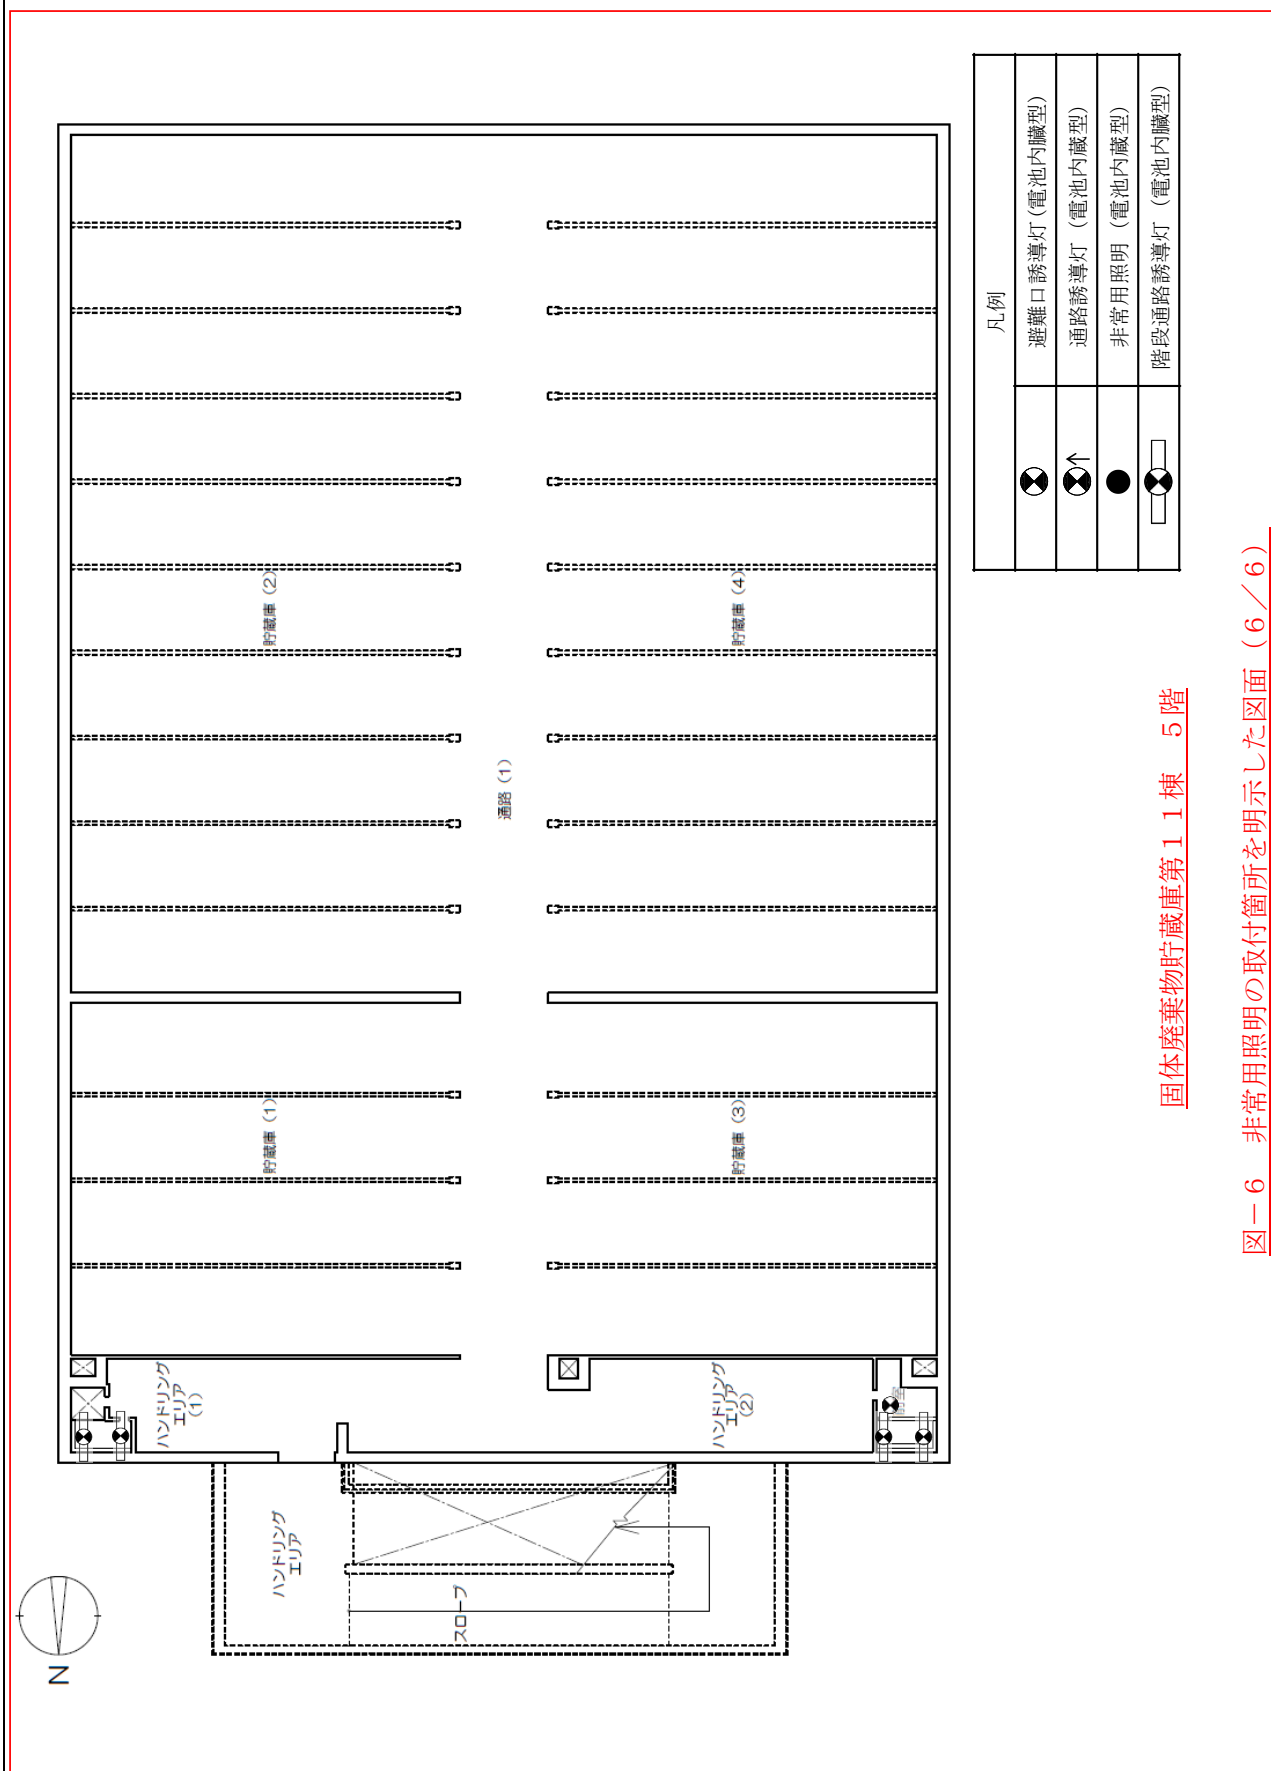 N
ハンドリング
エリア
スロープ
ハンドリング
エリア
(1)
ハンドリング
エリア
(2)
前室
貯蔵庫 (1)
貯蔵庫 (3)
通路 (1)
貯蔵庫 (2)
貯蔵庫 (4)
凡例
避難口誘導灯(電池内臓型)
通路誘導灯 (電池内蔵型)
非常用照明 (電池内蔵型)
階段通路誘導灯 (電池内臓型)
固体廃棄物貯蔵庫第11棟 5階
図-6 非常用照明の取付箇所を明示した図面(6/6)